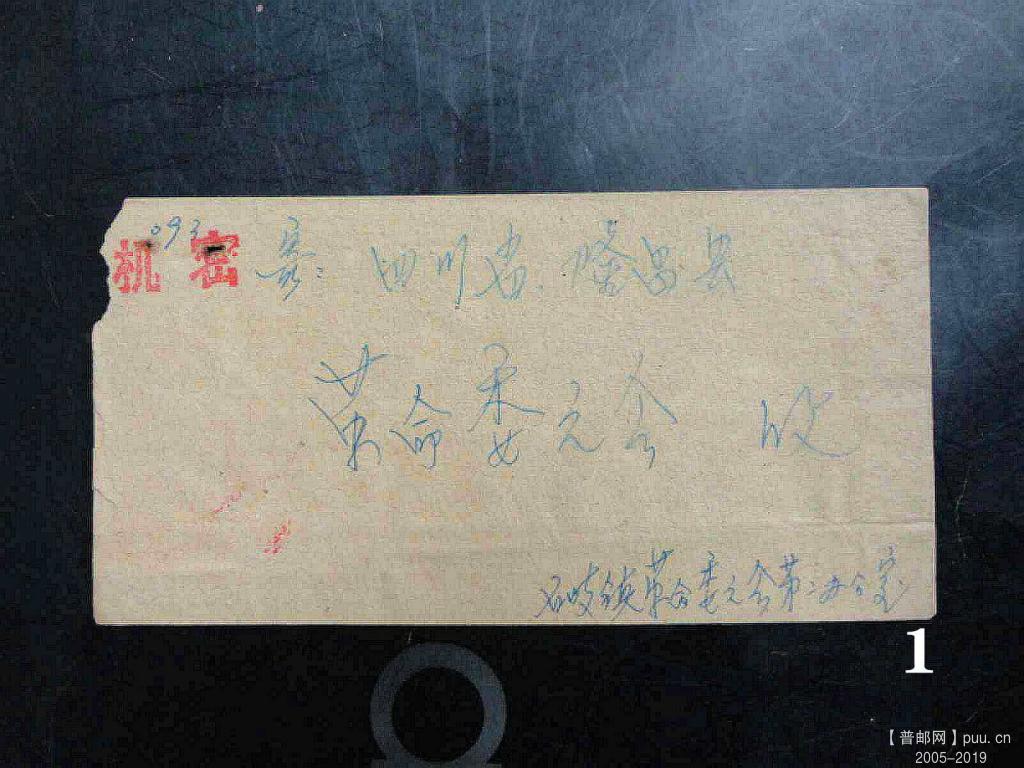 093
机密 寄: 四川省.隆昌县
革命委员会 收
石岐镇革命委员会第二办公室
1
【普邮网】puu.cn
2005-2019